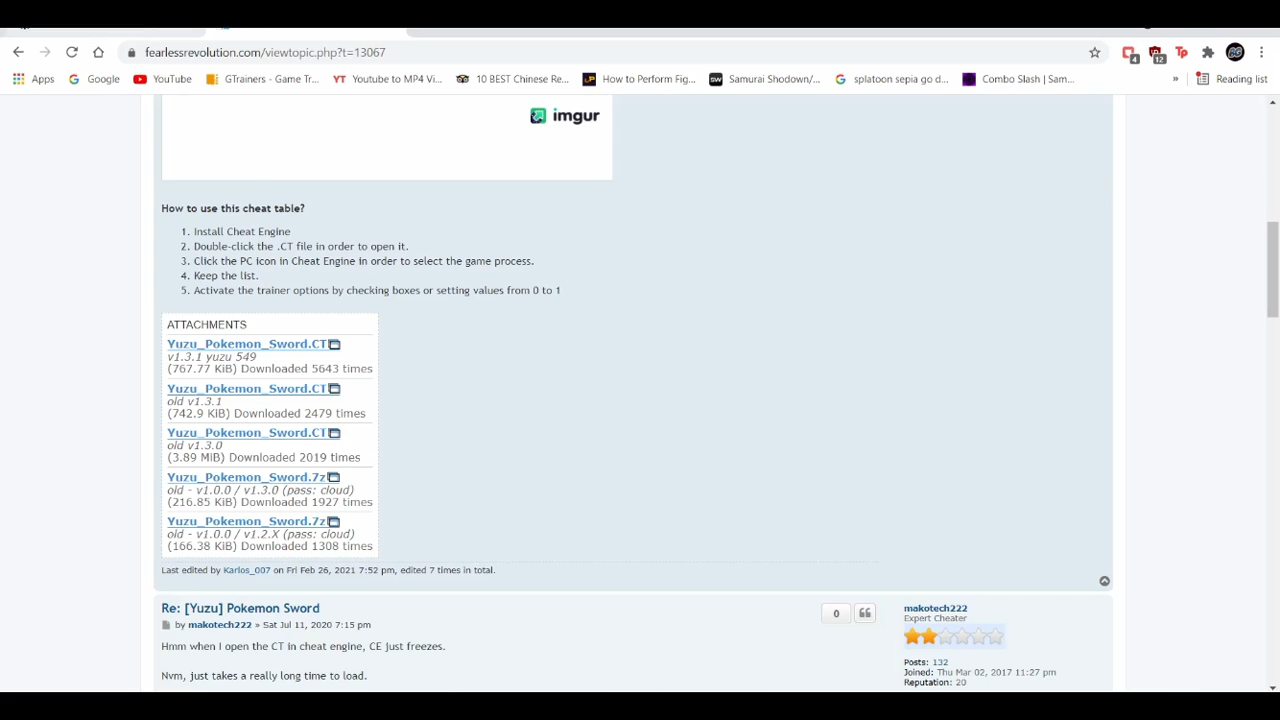 fearlessrevolution.com/viewtopic.php?t=13067
4
12
Apps
Google
YouTube
GTrainers - Game Tr...
Youtube to MP4 Vi...
10 BEST Chinese Re...
How to Perform Fig...
Samurai Shodown/...
splatoon sepia go d...
Combo Slash | Sam...
»
Reading list
imgur
How to use this cheat table?
1. Install Cheat Engine
2. Double-click the .CT file in order to open it.
3. Click the PC icon in Cheat Engine in order to select the game process.
4. Keep the list.
5. Activate the trainer options by checking boxes or setting values from 0 to 1
ATTACHMENTS
Yuzu_Pokemon_Sword.CT
v1.3.1 yuzu 549
(767.77 KiB) Downloaded 5643 times
Yuzu_Pokemon_Sword.CT
old v1.3.1
(742.9 KiB) Downloaded 2479 times
Yuzu_Pokemon_Sword.CT
old v1.3.0
(3.89 MiB) Downloaded 2019 times
Yuzu_Pokemon_Sword.7z
old - v1.0.0 / v1.3.0 (pass: cloud)
(216.85 KiB) Downloaded 1927 times
Yuzu_Pokemon_Sword.7z
old - v1.0.0 / v1.2.X (pass: cloud)
(166.38 KiB) Downloaded 1308 times
Last edited by Karlos_007 on Fri Feb 26, 2021 7:52 pm, edited 7 times in total.
Re: [Yuzu] Pokemon Sword
by makotech222 » Sat Jul 11, 2020 7:15 pm
0
makotech222
Expert Cheater
Hmm when I open the CT in cheat engine, CE just freezes.
Nvm, just takes a really long time to load.
Posts: 132
Joined: Thu Mar 02, 2017 11:27 pm
Reputation: 20